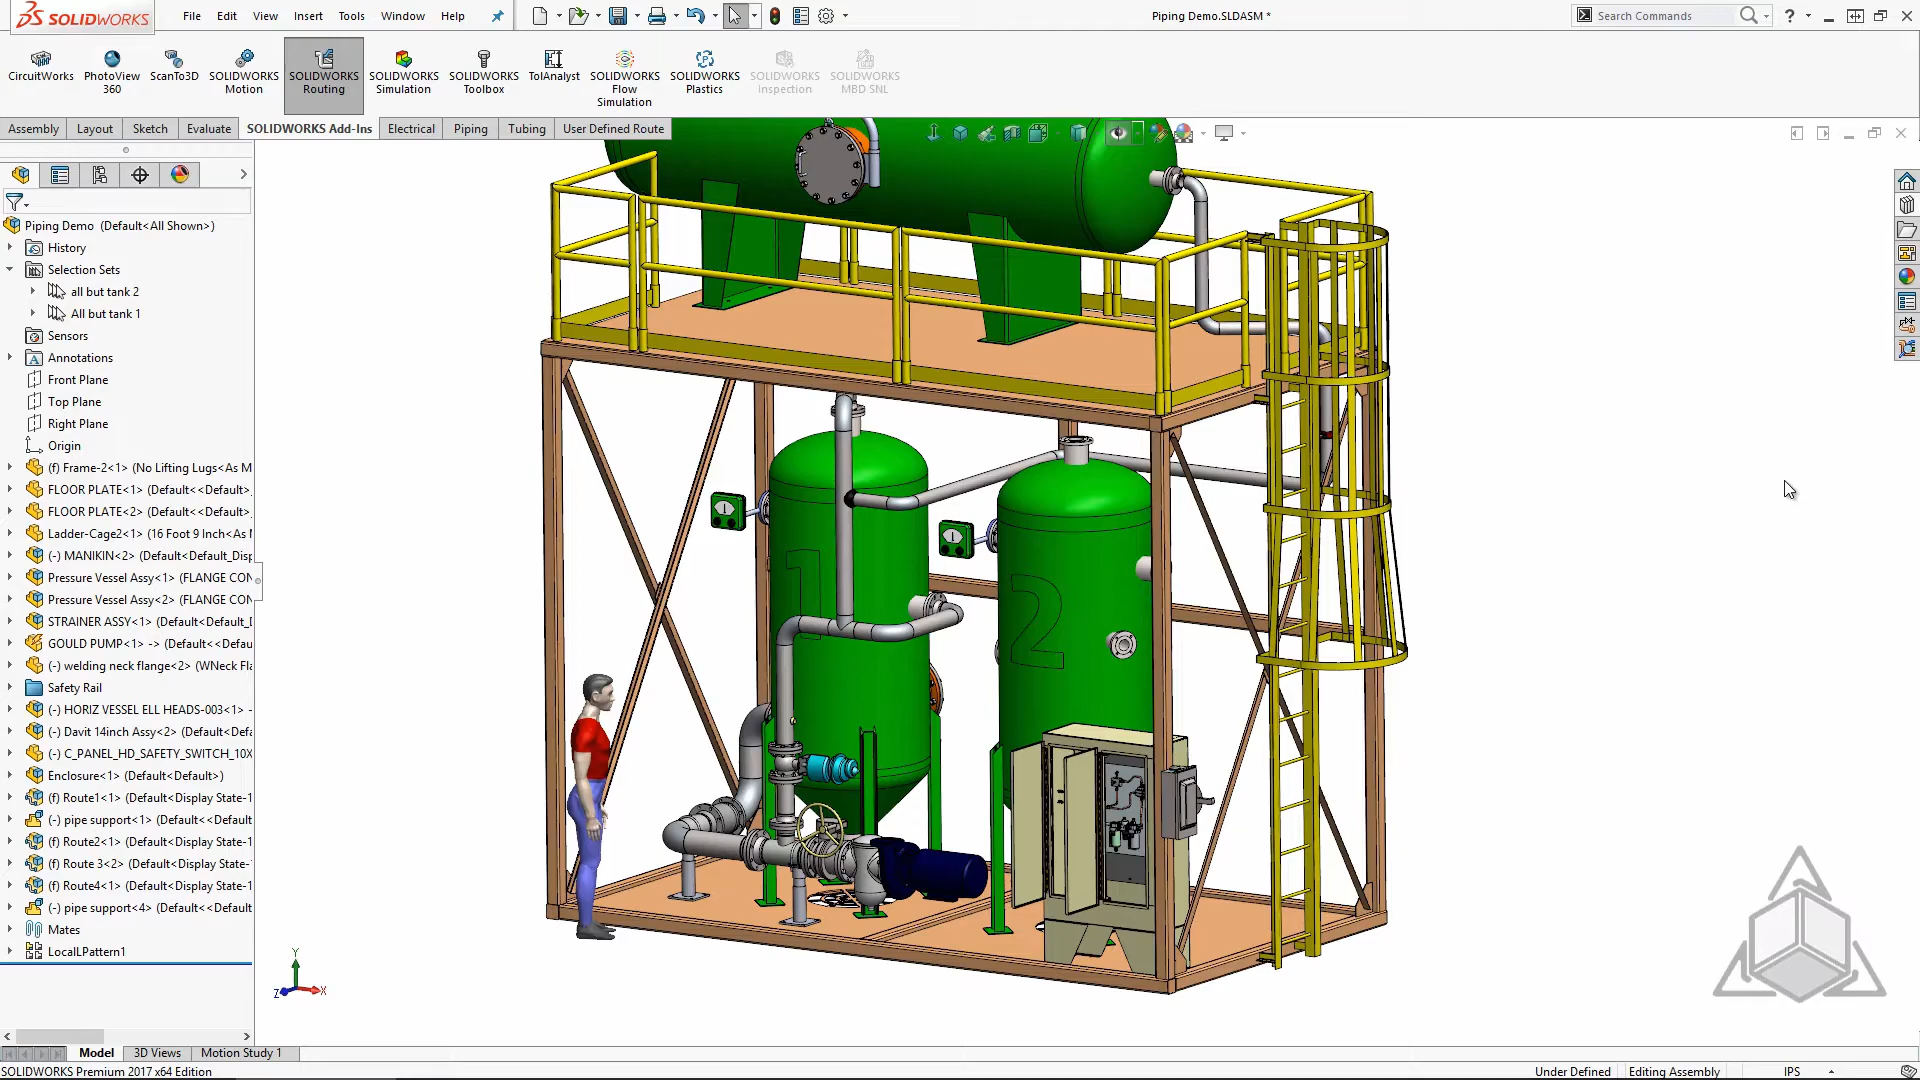 SOLIDWORKS File Edit View Insert Tools Window Help Piping Demo.SLDASM * Search Commands ?
CircuitWorks
PhotoView 360
ScanTo3D
SOLIDWORKS Motion
SOLIDWORKS Routing
SOLIDWORKS Simulation
SOLIDWORKS Toolbox
TolAnalyst
SOLIDWORKS Flow Simulation
SOLIDWORKS Plastics
SOLIDWORKS Inspection
SOLIDWORKS MBD SNL
Assembly Layout Sketch Evaluate SOLIDWORKS Add-Ins Electrical Piping Tubing User Defined Route
Piping Demo (Default<All Shown>)
History
Selection Sets
all but tank 2
All but tank 1
Sensors
Annotations
Front Plane
Top Plane
Right Plane
Origin
(f) Frame-2<1> (No Lifting Lugs<As M
FLOOR PLATE<1> (Default<<Default>_
FLOOR PLATE<2> (Default<<Default>_
Ladder-Cage2<1> (16 Foot 9 Inch<As M
(-) MANIKIN<2> (Default<Default_Disp
Pressure Vessel Assy<1> (FLANGE CON
Pressure Vessel Assy<2> (FLANGE CON
STRAINER ASSY<1> (Default<Default_D
GOULD PUMP<1> -> (Default<<Default
(-) welding neck flange<2> (WNeck Fla
Safety Rail
(-) HORIZ VESSEL ELL HEADS-003<1> -
(-) Davit 14inch Assy<2> (Default<Defa
(-) C_PANEL_HD_SAFETY_SWITCH_10X
Enclosure<1> (Default<Default>)
(f) Route1<1> (Default<Display State-1
(-) pipe support<1> (Default<<Default
(f) Route2<1> (Default<Display State-1
(f) Route 3<2> (Default<Display State-
(f) Route4<1> (Default<Display State-1
(-) pipe support<4> (Default<<Default
Mates
LocalLPattern1
1
2
Y
Z X
Model 3D Views Motion Study 1
SOLIDWORKS Premium 2017 x64 Edition Under Defined Editing Assembly IPS